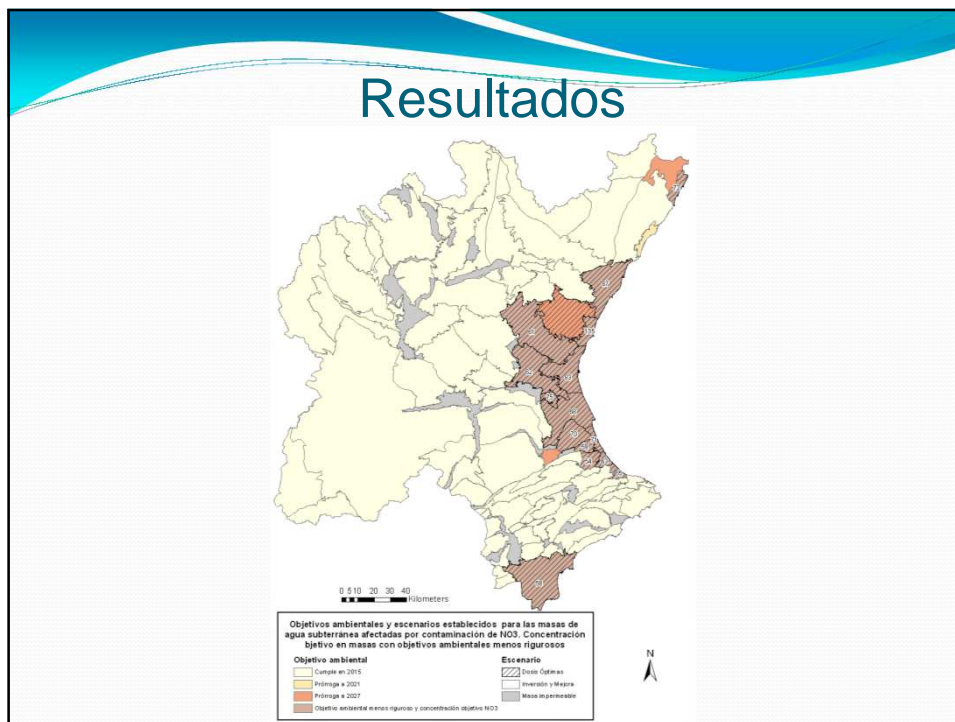 Resultados
0 5 10 20 30 40
Kilometers
Objetivos ambientales y escenarios establecidos para las masas de
agua subterránea afectadas por contaminación de NO3. Concentración
bjetivo en masas con objetivos ambientales menos rigurosos
Objetivo ambiental
Cumple en 2015
Prórroga a 2021
Prórroga a 2027
Objetivo ambiental menos riguroso y concentración objetivo NO3
Escenario
Dosis Óptimas
Inversión y Mejora
Masa impermeable
N